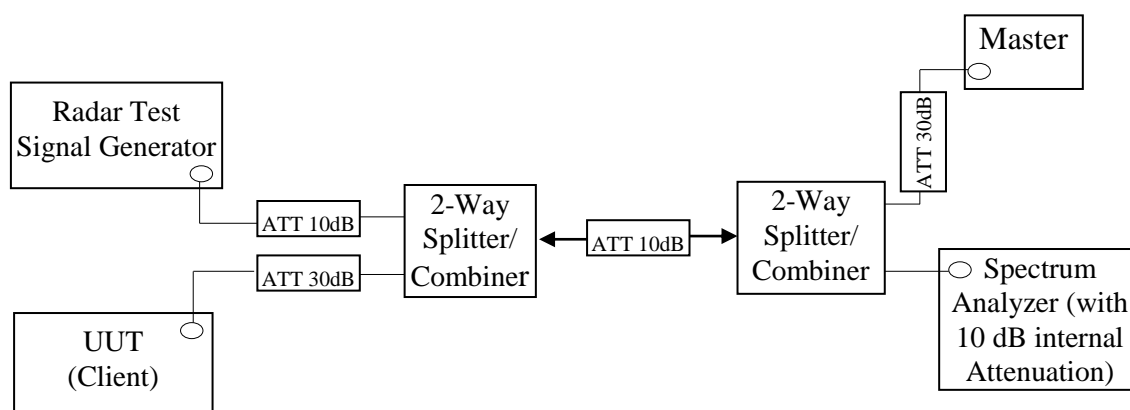 Master
ATT 30dB
Radar Test
Signal Generator
ATT 10dB
2-Way
Splitter/
Combiner
ATT 10dB
2-Way
Splitter/
Combiner
ATT 30dB
UUT
(Client)
Spectrum
Analyzer (with
10 dB internal
Attenuation)